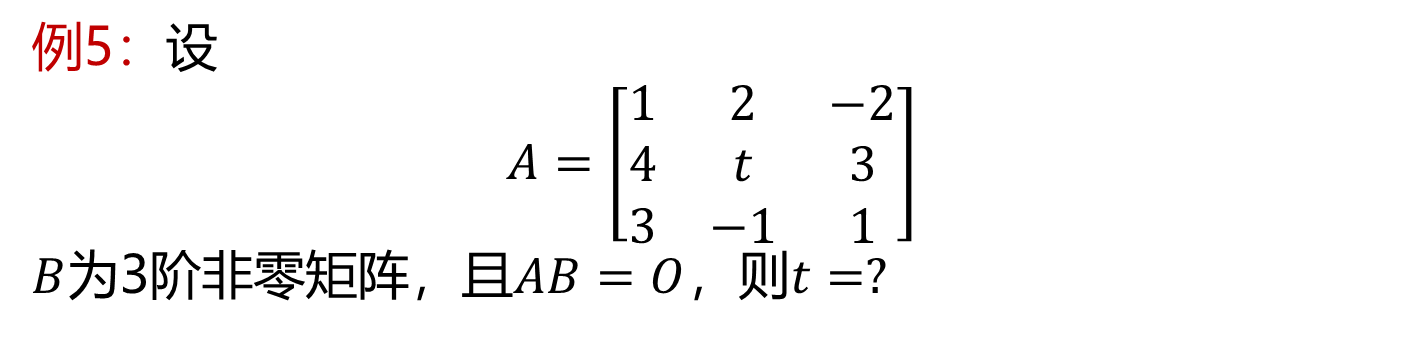 例5：设
A = [1 2 −2
4 t 3
3 −1 1]
B为3阶非零矩阵，且AB = O，则t =?